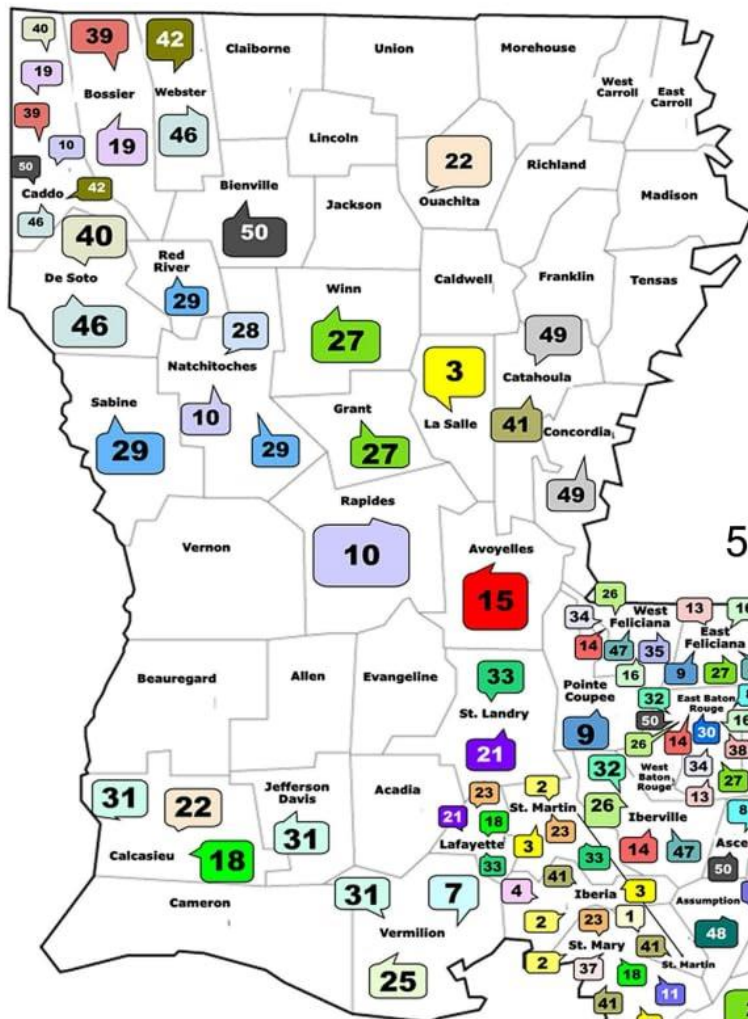 40
39
42
Claiborne
Union
Morehouse
West
Carroll
East
Carroll
19
Bossier
Webster
39
10
19
46
Lincoln
22
Richland
50
Caddo
42
Bienville
Jackson
Ouachita
Madison
46
40
50
Red
River
De Soto
29
Winn
Caldwell
Franklin
Tensas
46
28
27
49
Natchitoches
3
Catahoula
Sabine
10
Grant
La Salle
41
Concordia
29
29
27
49
Rapides
Vernon
10
Avoyelles
5
15
26
34
West
Feliciana
13
16
East
Feliciana
14
47
35
16
9
27
Beauregard
Allen
Evangeline
33
Pointe
Coupee
32
East Baton
Rouge
8
St. Landry
50
16
9
26
14
30
38
21
32
West
Baton
Rouge
34
27
31
22
Jefferson
Davis
Acadia
23
2
St. Martin
26
13
Iberville
8
21
18
23
31
Lafayette
3
14
47
Asce
Calcasieu
18
33
33
50
41
Cameron
31
7
4
Iberia
3
Assumption
2
23
1
48
Vermilion
St. Mary
41
St. Martin
25
2
37
18
11
41